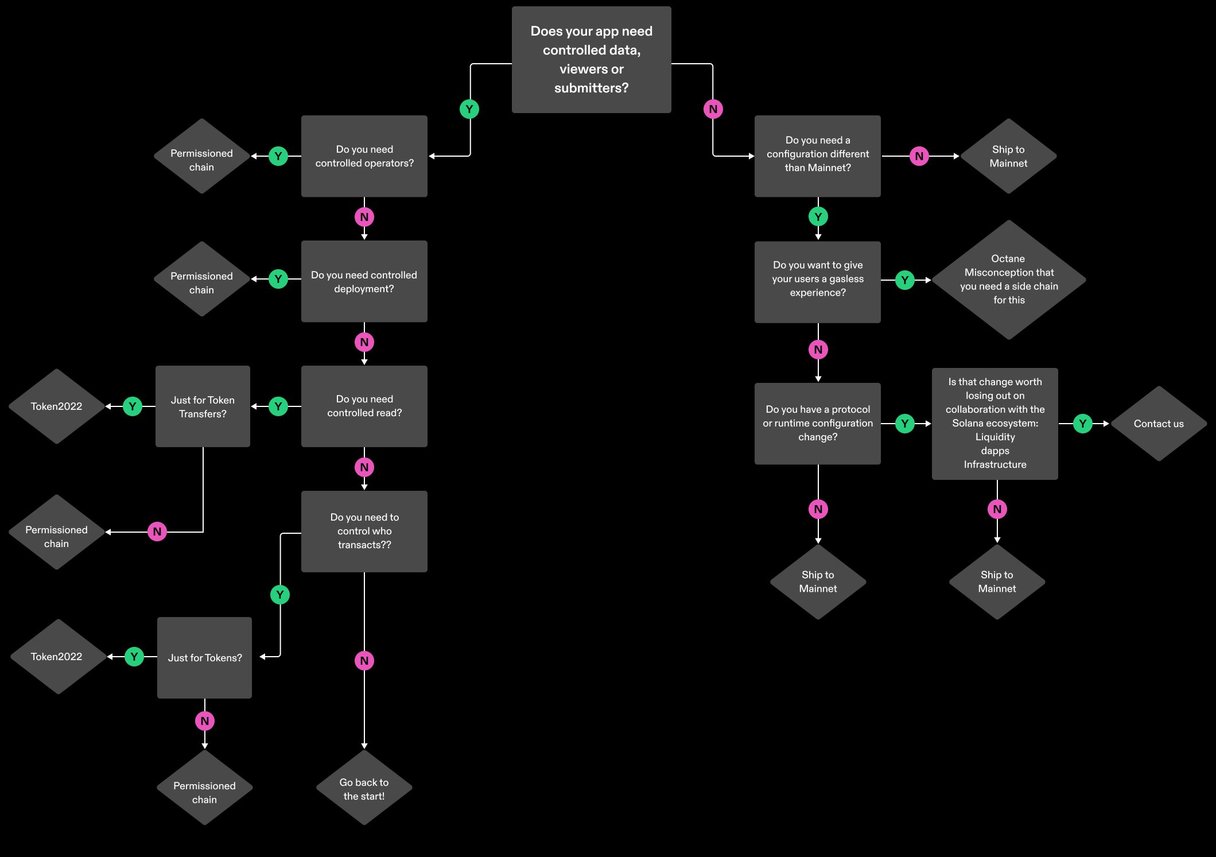 Does your app need
controlled data,
viewers or
submitters?
Y
N
Permissioned
chain
Y
Do you need
controlled operators?
Do you need a
configuration different
than Mainnet?
N
Ship to
Mainnet
N
Y
Permissioned
chain
Y
Do you need controlled
deployment?
Do you want to give
your users a gasless
experience?
Y
Octane
Misconception that
you need a side chain
for this
N
N
Token2022
Y
Just for Token
Transfers?
Y
Do you need
controlled read?
Do you have a protocol
or runtime configuration
change?
Y
Is that change worth
losing out on
collaboration with the
Solana ecosystem:
Liquidity
dapps
Infrastructure
Y
Contact us
N
Permissioned
chain
N
Do you need to
control who
transacts??
N
N
Ship to
Mainnet
Ship to
Mainnet
Y
Token2022
Y
Just for Tokens?
N
N
Permissioned
chain
Go back to
the start!